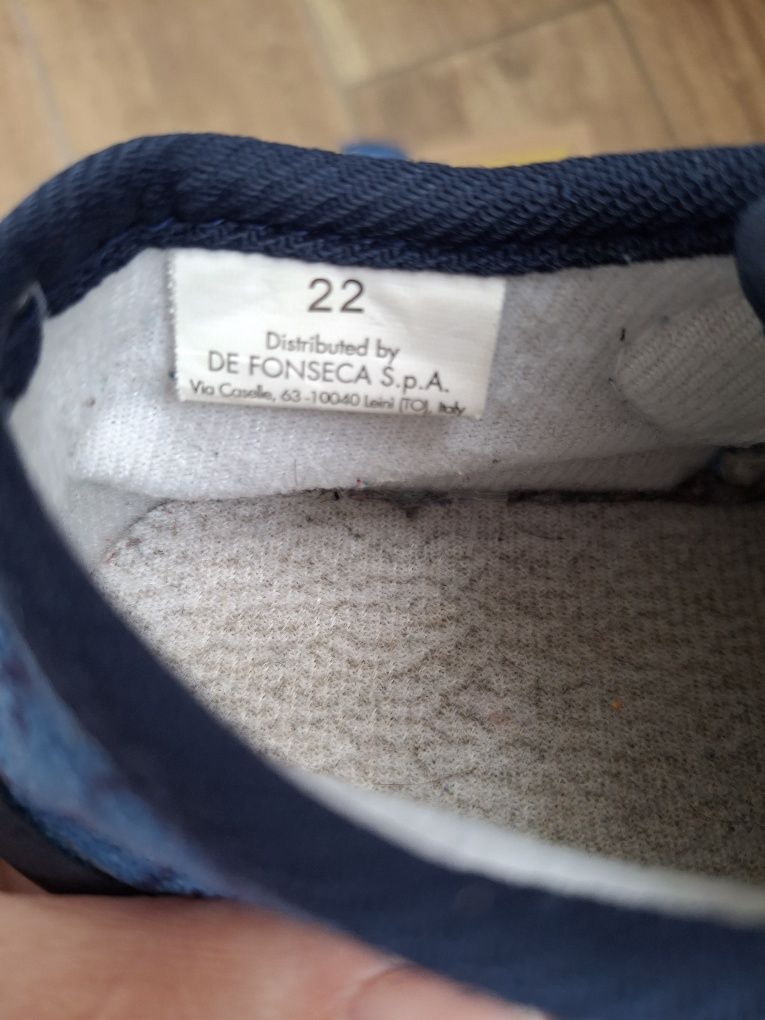 22
Distributed by
DE FONSECA S.p.A.
Via Caselle, 63 -10040 Leinì (TO), Italy